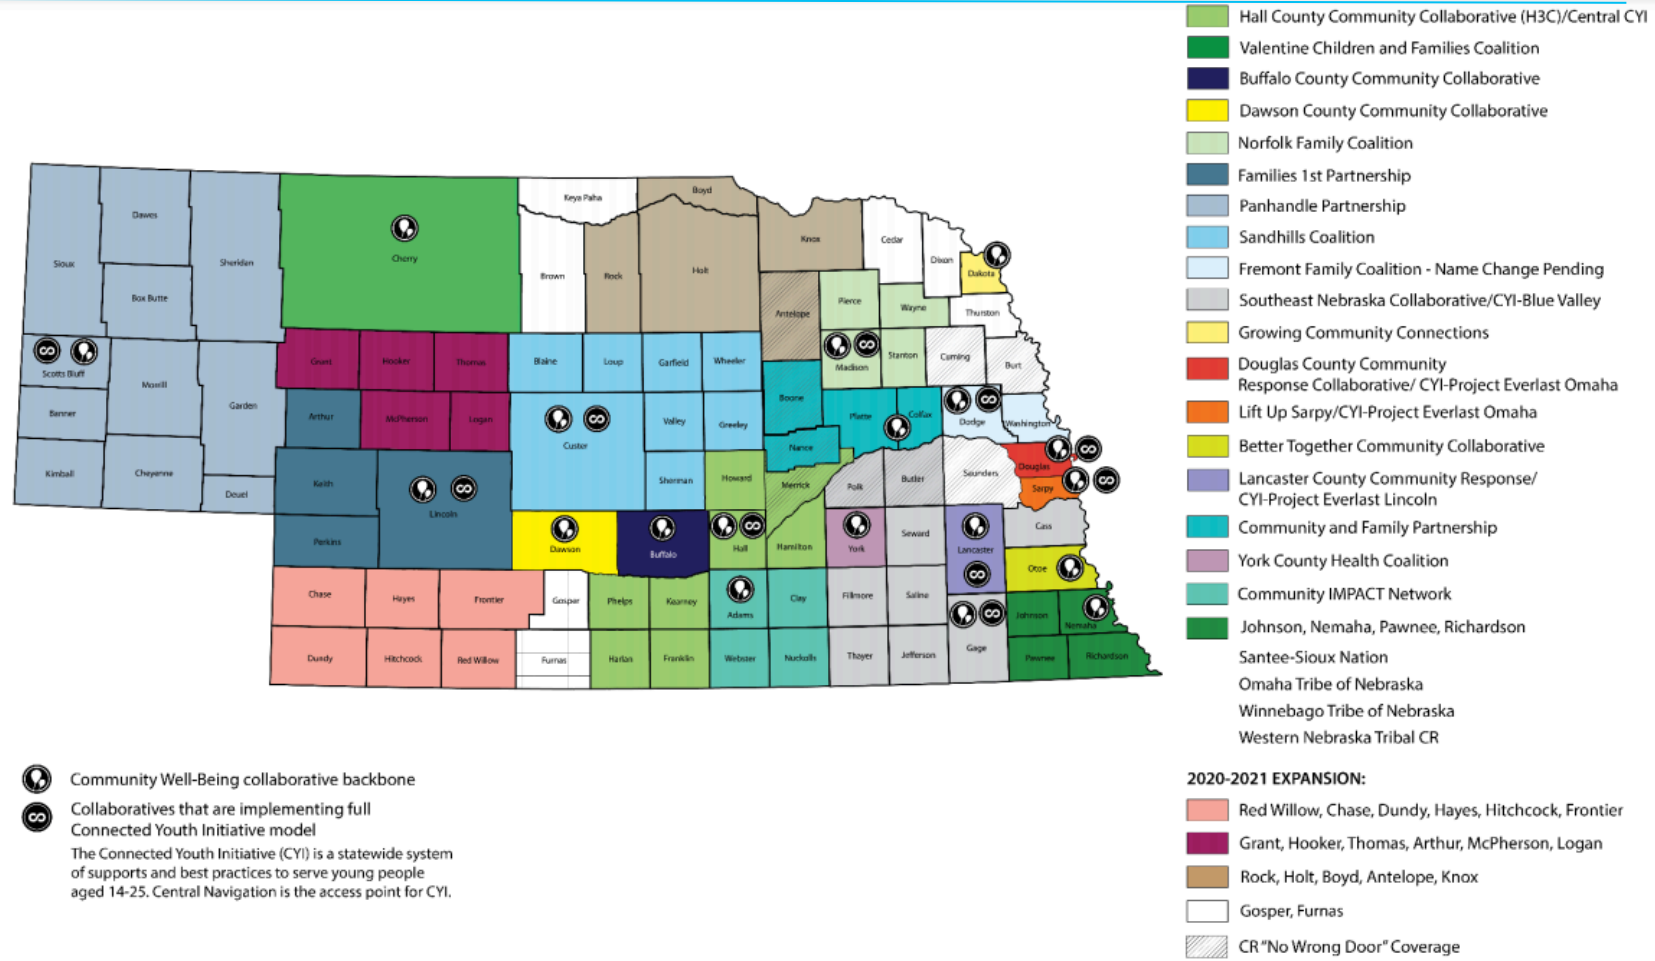 Hall County Community Collaborative (H3C)/Central CYI
Valentine Children and Families Coalition
Buffalo County Community Collaborative
Dawson County Community Collaborative
Norfolk Family Coalition
Families 1st Partnership
Panhandle Partnership
Sandhills Coalition
Fremont Family Coalition - Name Change Pending
Southeast Nebraska Collaborative/CYI-Blue Valley
Growing Community Connections
Douglas County Community
Response Collaborative/ CYI-Project Everlast Omaha
Lift Up Sarpy/CYI-Project Everlast Omaha
Better Together Community Collaborative
Lancaster County Community Response/
CYI-Project Everlast Lincoln
Community and Family Partnership
York County Health Coalition
Community IMPACT Network
Johnson, Nemaha, Pawnee, Richardson
Santee-Sioux Nation
Omaha Tribe of Nebraska
Winnebago Tribe of Nebraska
Western Nebraska Tribal CR
2020-2021 EXPANSION:
Red Willow, Chase, Dundy, Hayes, Hitchcock, Frontier
Grant, Hooker, Thomas, Arthur, McPherson, Logan
Rock, Holt, Boyd, Antelope, Knox
Gosper, Furnas
CR "No Wrong Door" Coverage
Sioux
Dawes
Box Butte
Sheridan
Scotts Bluff
Banner
Kimball
Morrill
Cheyenne
Garden
Deuel
Cherry
Keya Paha
Boyd
Brown
Rock
Holt
Knox
Cedar
Dixon
Dakota
Antelope
Pierce
Wayne
Thurston
Grant
Hooker
Thomas
Blaine
Loup
Garfield
Wheeler
Madison
Stanton
Cuming
Burt
Arthur
McPherson
Logan
Custer
Valley
Greeley
Boone
Platte
Colfax
Dodge
Washington
Nance
Keith
Lincoln
Sherman
Howard
Merrick
Polk
Butler
Saunders
Douglas
Sarpy
Perkins
Dawson
Buffalo
Hall
Hamilton
York
Seward
Lancaster
Cass
Otoe
Chase
Hayes
Frontier
Gosper
Phelps
Kearney
Adams
Clay
Fillmore
Saline
Gage
Johnson
Nemaha
Dundy
Hitchcock
Red Willow
Furnas
Harlan
Franklin
Webster
Nuckolls
Thayer
Jefferson
Pawnee
Richardson
Community Well-Being collaborative backbone
Collaboratives that are implementing full
Connected Youth Initiative model
The Connected Youth Initiative (CYI) is a statewide system
of supports and best practices to serve young people
aged 14-25. Central Navigation is the access point for CYI.